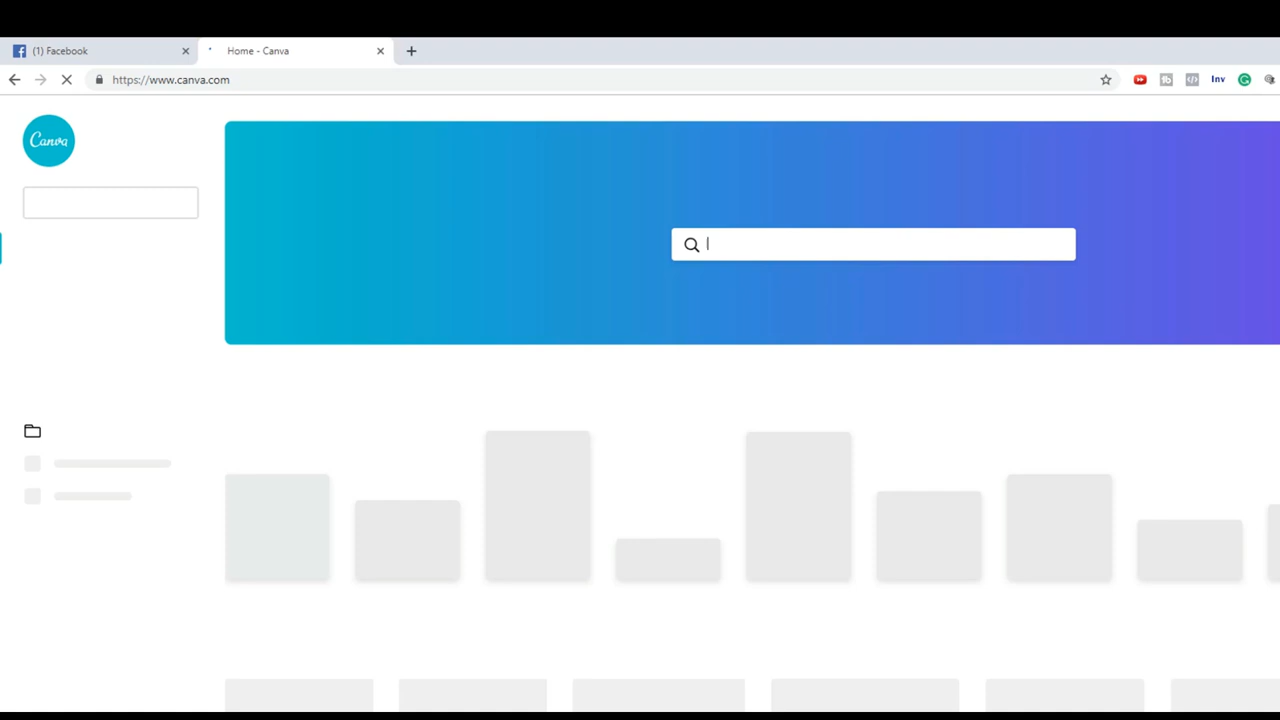 (1) Facebook
Home - Canva
https://www.canva.com
Inv
Canva